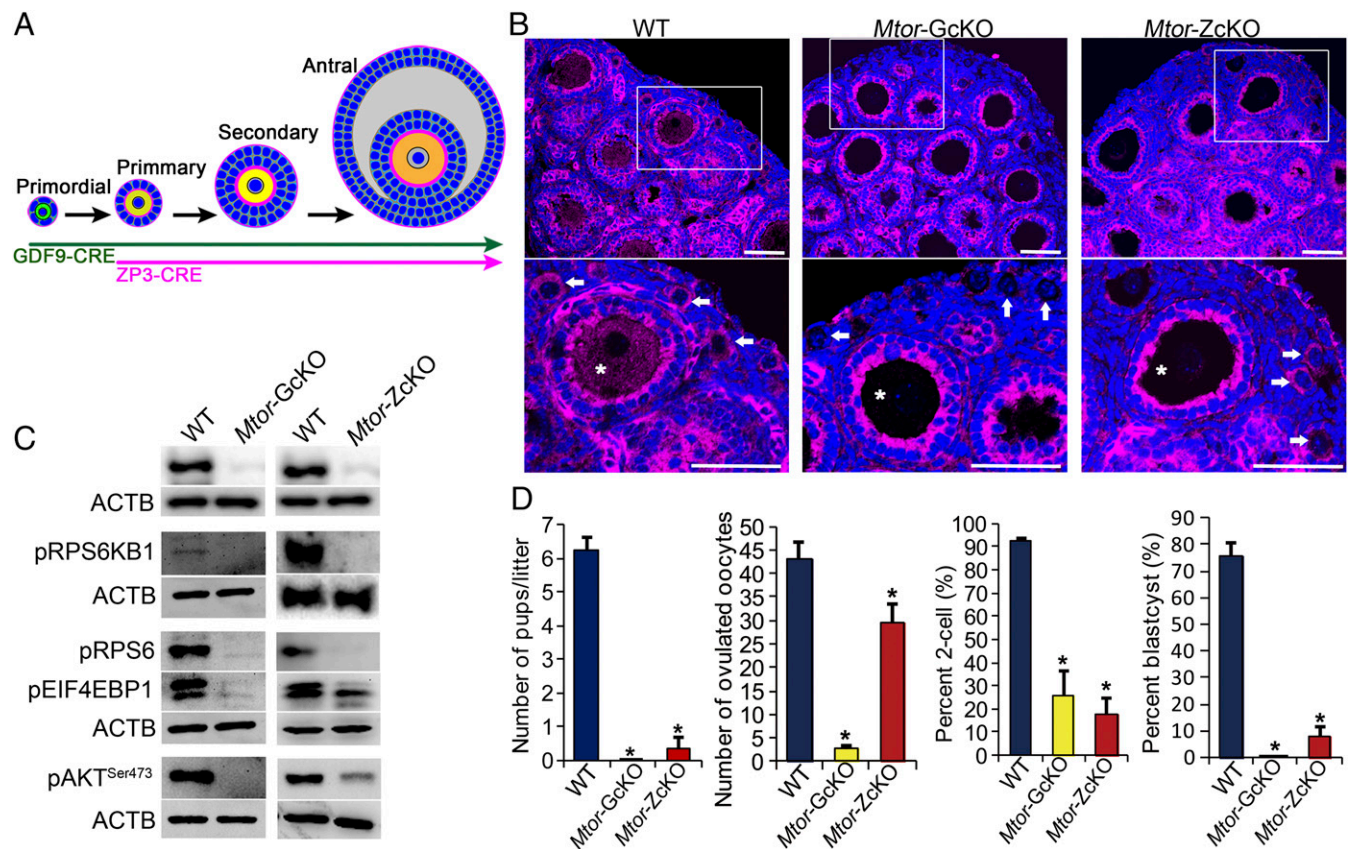 A
Primordial
Primmary
Secondary
Antral
GDF9-CRE
ZP3-CRE
B
WT
Mtor-GcKO
Mtor-ZcKO
*
*
*
C
WT
Mtor-GcKO
WT
Mtor-ZcKO
ACTB
pRPS6KB1
ACTB
pRPS6
pEIF4EBP1
ACTB
pAKTSer473
ACTB
D
Number of pups/litter
7
6
5
4
3
2
1
0
*
*
WT
Mtor-GcKO
Mtor-ZcKO
Number of ovulated oocytes
50
45
40
35
30
25
20
15
10
5
0
*
*
WT
Mtor-GcKO
Mtor-ZcKO
Percent 2-cell (%)
100
90
80
70
60
50
40
30
20
10
0
*
*
WT
Mtor-GcKO
Mtor-ZcKO
Percent blastcyst (%)
90
80
70
60
50
40
30
20
10
0
*
*
WT
Mtor-GcKO
Mtor-ZcKO